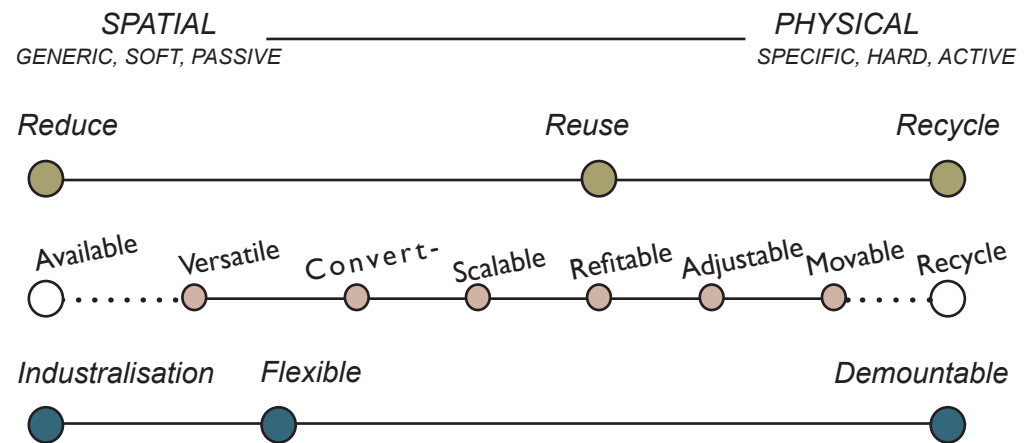 SPATIAL PHYSICAL
GENERIC, SOFT, PASSIVE SPECIFIC, HARD, ACTIVE
Reduce Reuse Recycle
Available Versatile Convert- Scalable Refitable Adjustable Movable Recycle
Industralisation Flexible Demountable